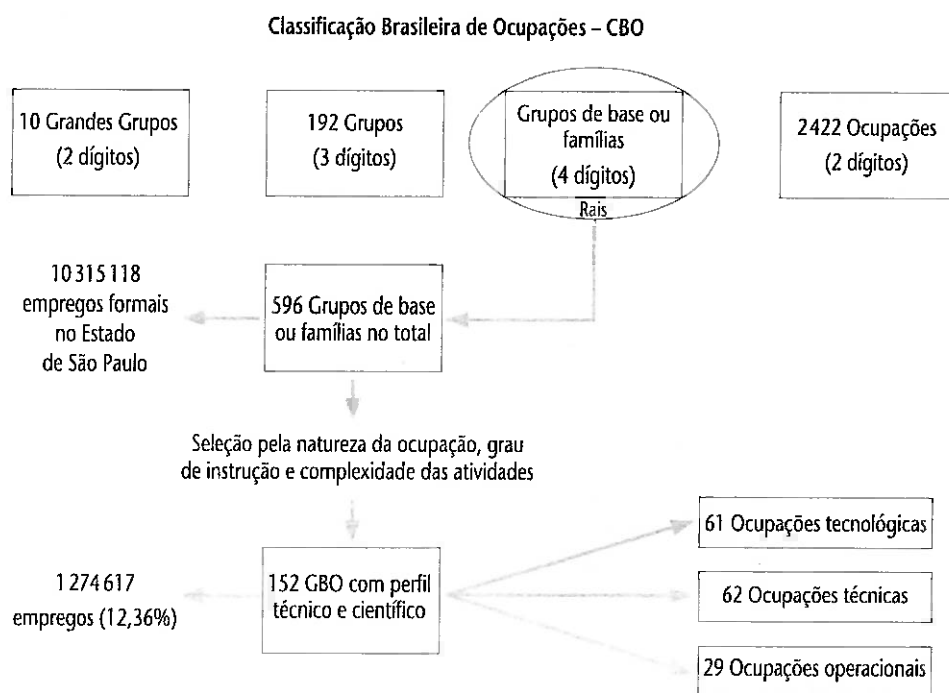 Classificação Brasileira de Ocupações – CBO
10 Grandes Grupos
(2 dígitos)
192 Grupos
(3 dígitos)
Grupos de base ou
famílias
(4 dígitos)
Rais
2422 Ocupações
(2 dígitos)
10 315 118
empregos formais
no Estado
de São Paulo
596 Grupos de base
ou famílias no total
Seleção pela natureza da ocupação, grau
de instrução e complexidade das atividades
1 274 617
empregos (12,36%)
152 GBO com perfil
técnico e científico
61 Ocupações tecnológicas
62 Ocupações técnicas
29 Ocupações operacionais